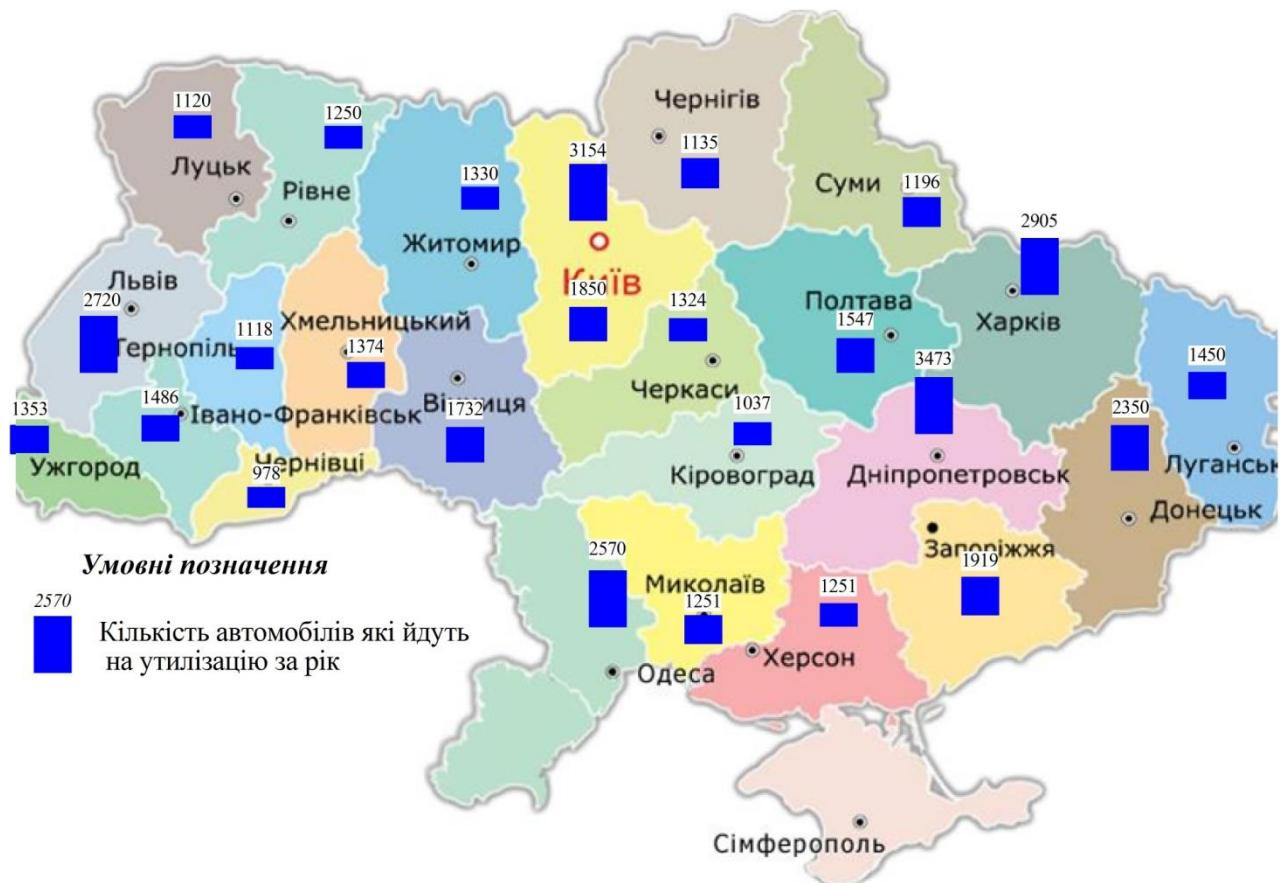 Чернігів
1120
1250
1135
3154
Луцьк
1330
Суми
1196
Рівне
2905
Житомир
Київ
Львів
2720
1850
1324
Полтава
1547
Харків
Хмельницький
Тернопіль
1118
1374
3473
1450
Черкаси
1353
1486
Івано-Франківськ
Вінниця
1732
1037
2350
Ужгород
Чернівці
978
Кіровоград
Дніпропетровськ
Луганськ
Донецьк
Запоріжжя
1919
2570
Миколаїв
1251
1251
Умовні позначення
2570
Кількість автомобілів які йдуть
на утилізацію за рік
Херсон
Одеса
Сімферополь